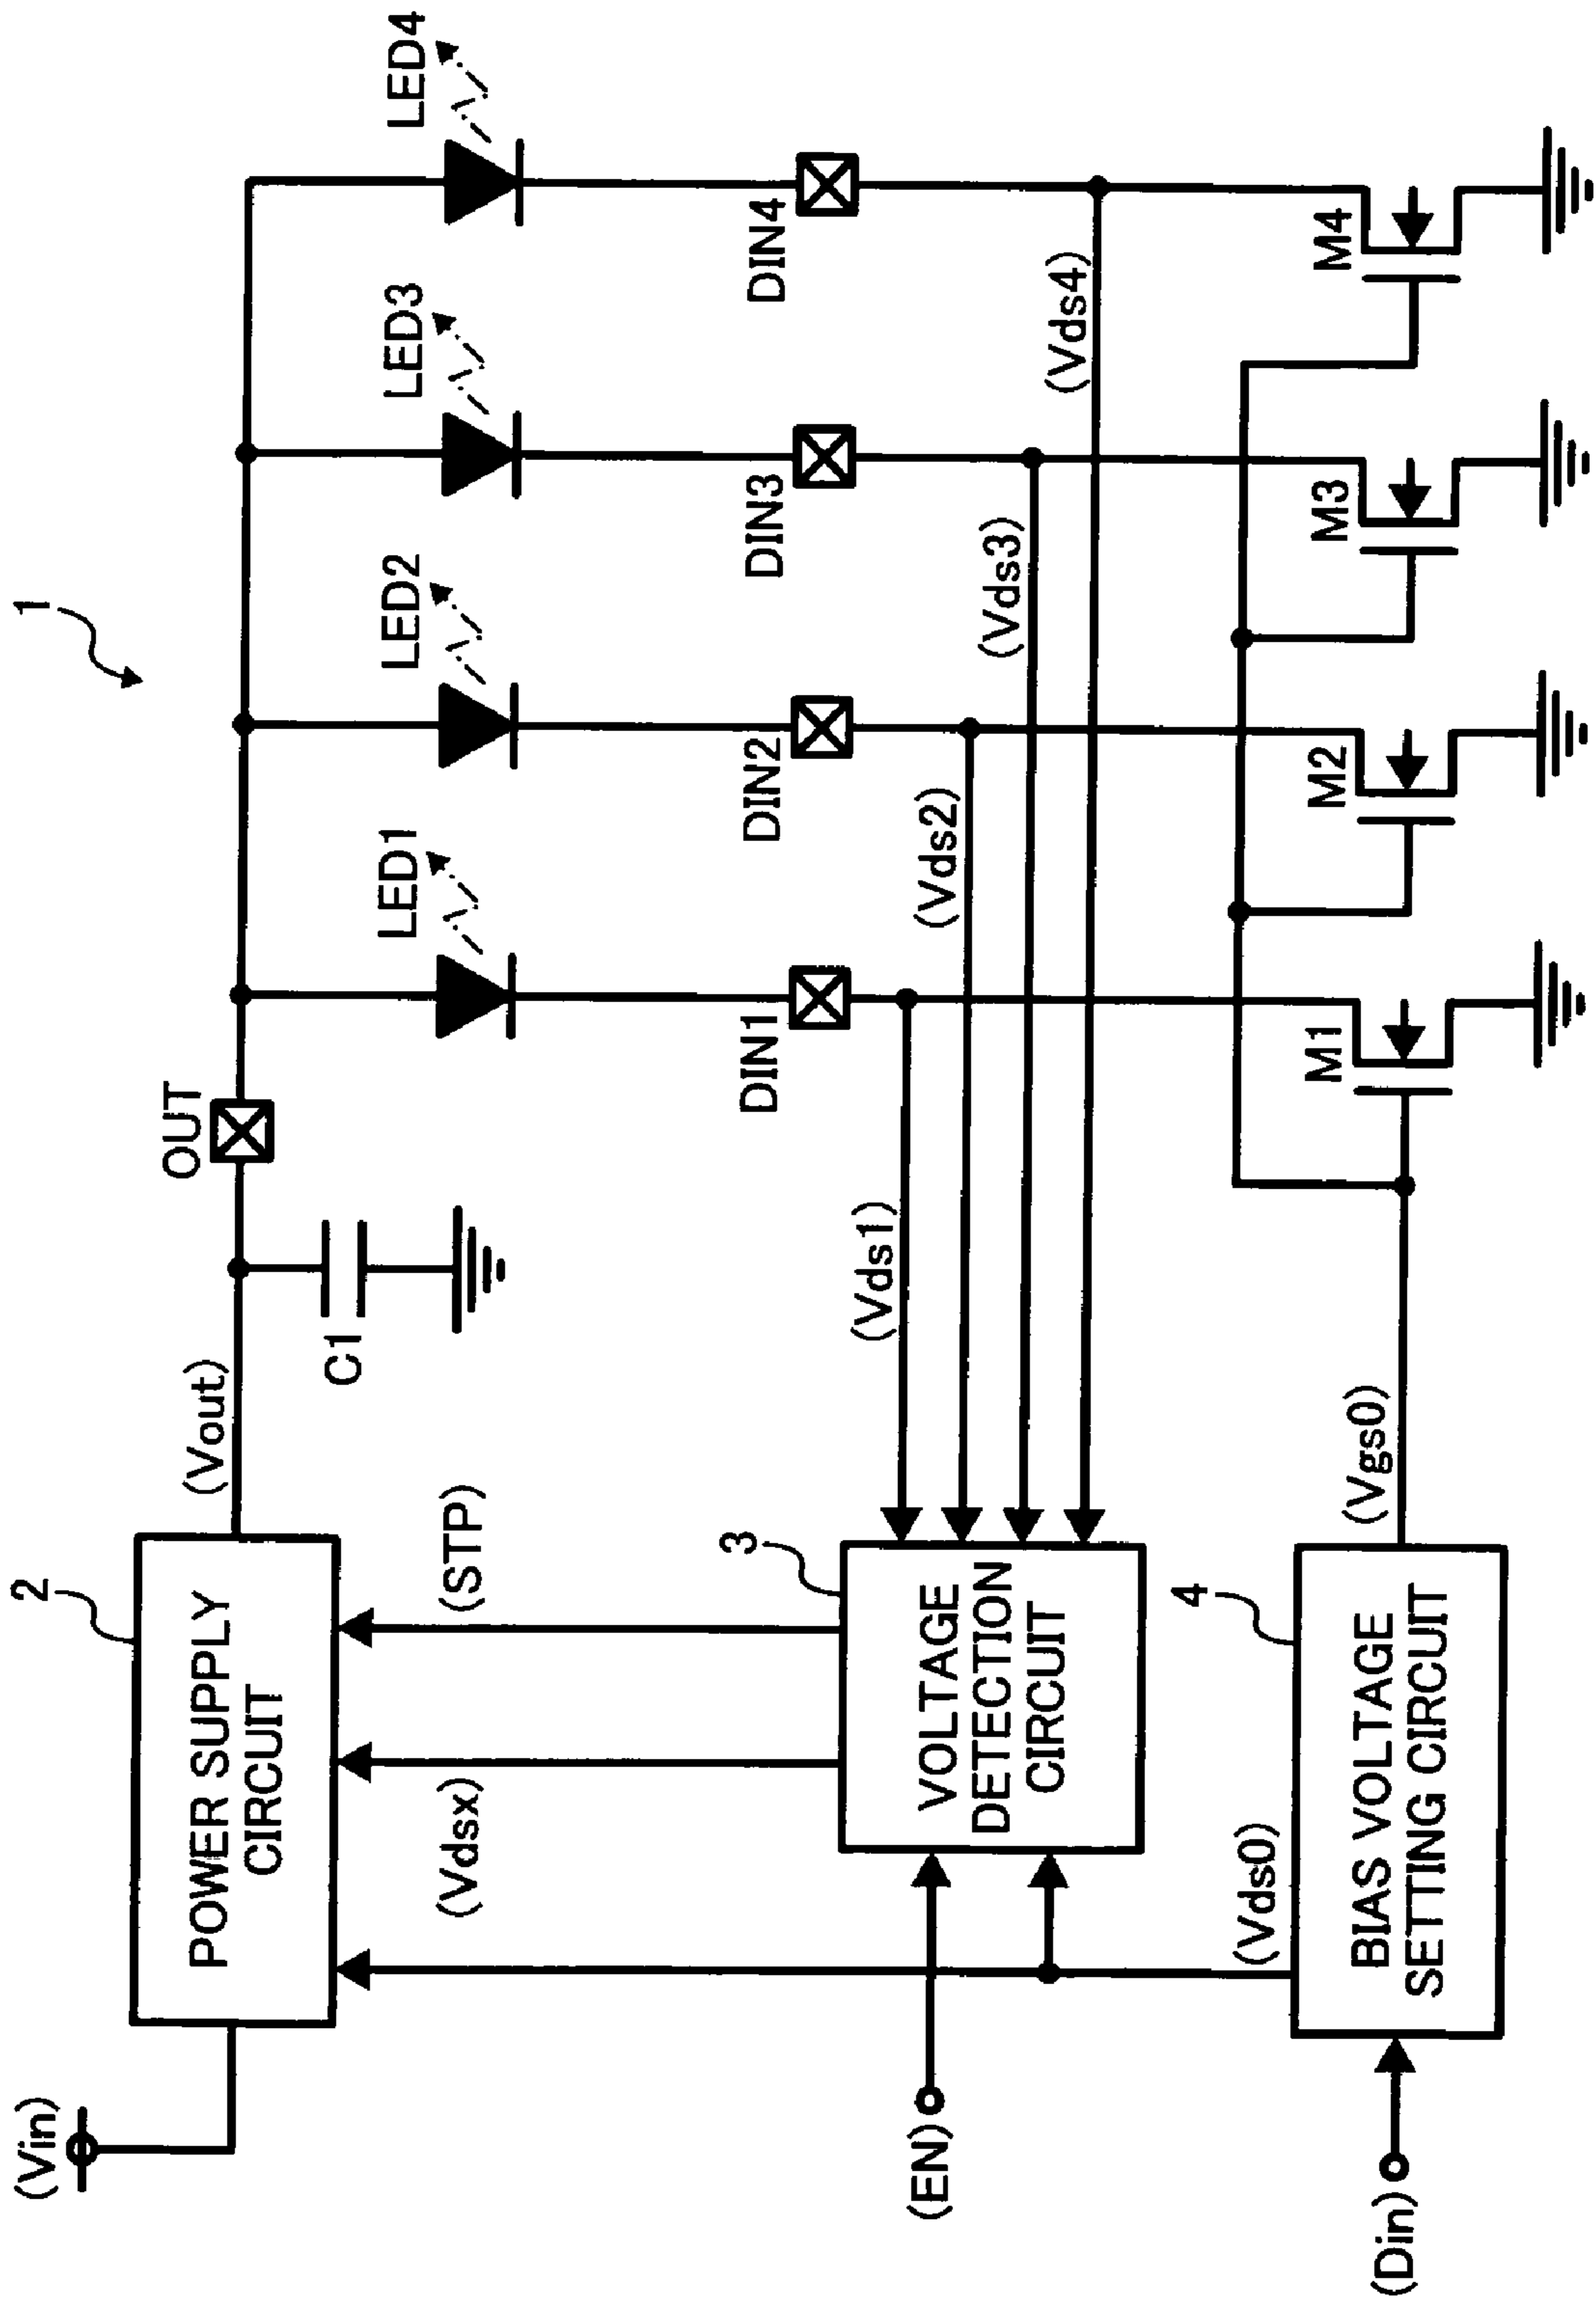 1
(Vin)
2
POWER SUPPLY
CIRCUIT
(Vout)
OUT
C1
LED1
LED2
LED3
LED4
(Vdsx)
(STP)
DIN1
DIN2
DIN3
DIN4
(EN)
3
VOLTAGE
DETECTION
CIRCUIT
(Vds1)
(Vds2)
(Vds3)
(Vds4)
(Vds0)
(Din)
4
BIAS VOLTAGE
SETTING CIRCUIT
(Vgs0)
M1
M2
M3
M4